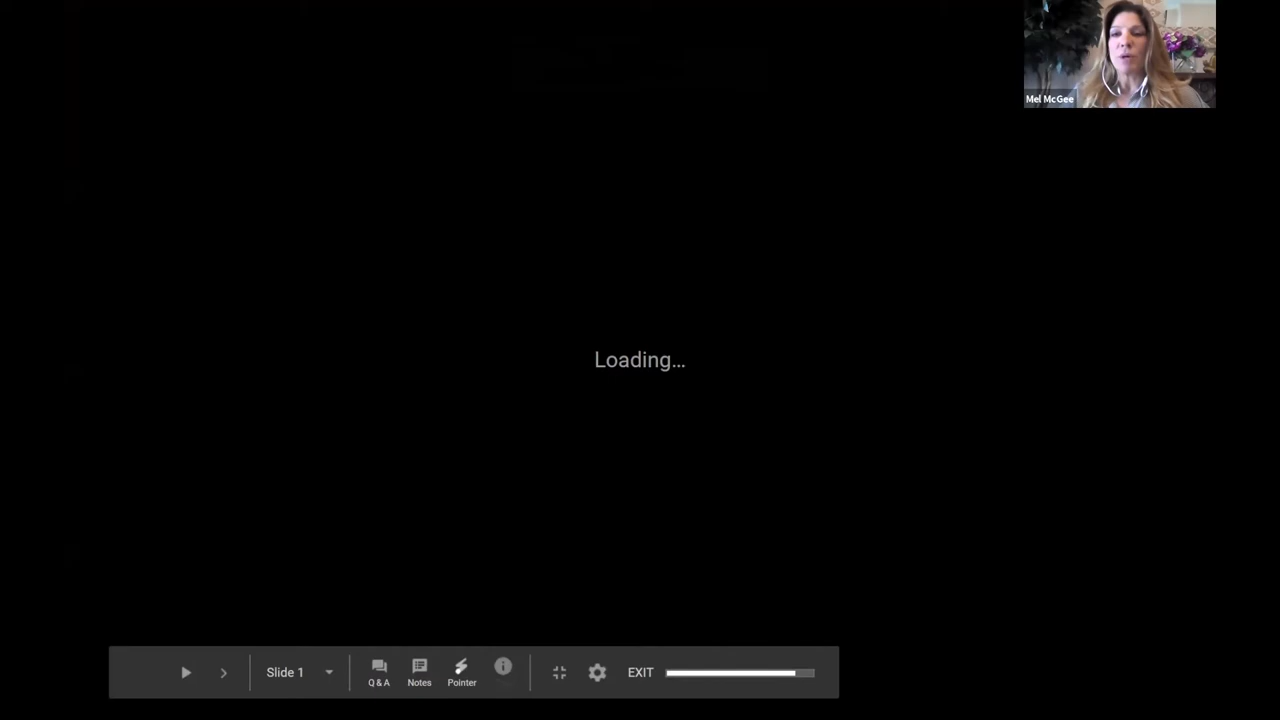 Mel McGee
Loading...
Slide 1
Q & A
Notes
Pointer
EXIT